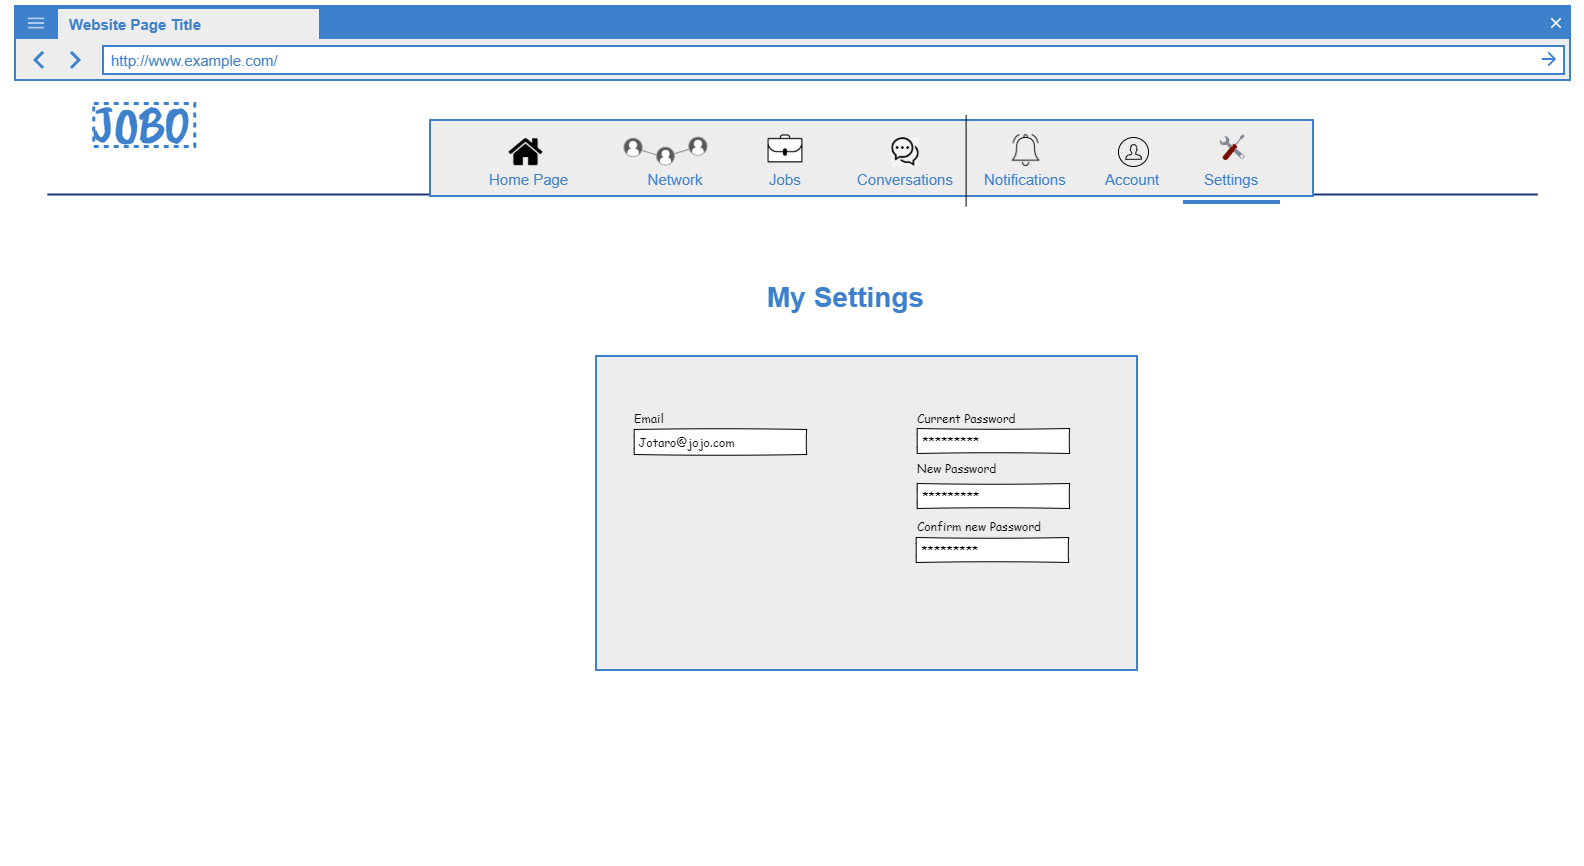 Website Page Title
http://www.example.com/
JOBO
Home Page
Network
Jobs
Conversations
Notifications
Account
Settings
My Settings
Email
Jotaro@jojo.com
Current Password
*********
New Password
*********
Confirm new Password
*********